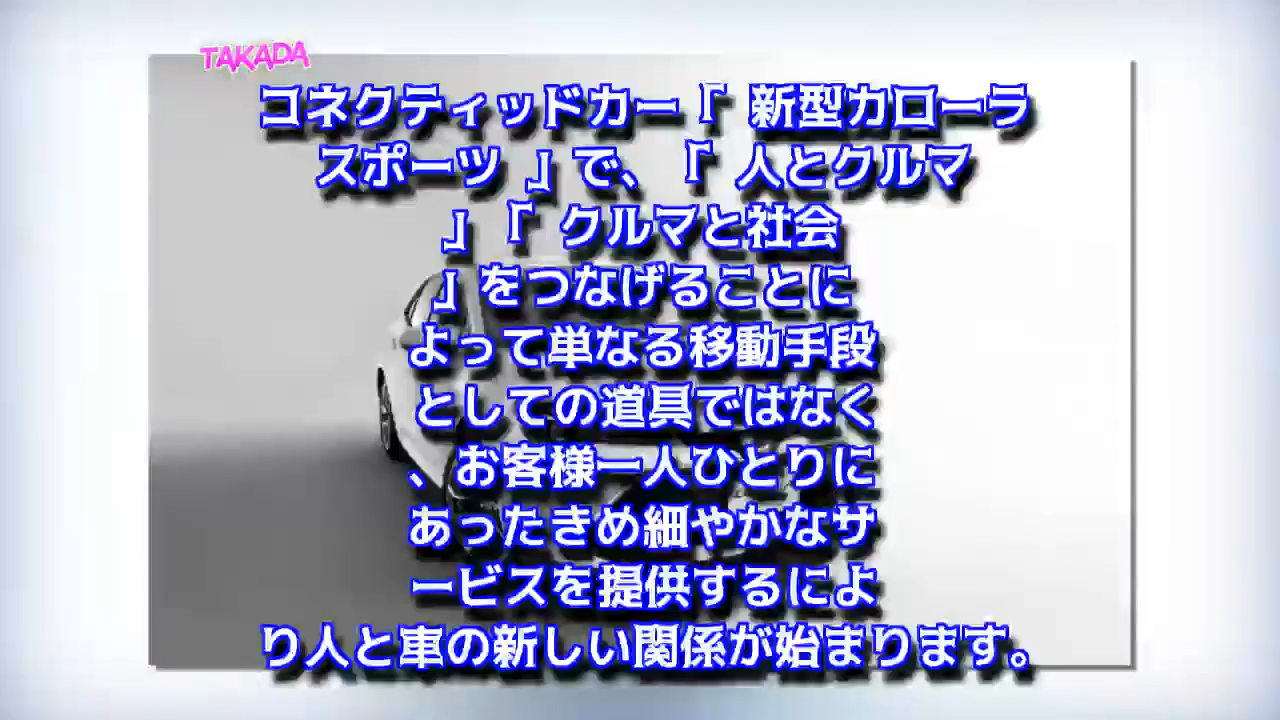 TAKADA
コネクティッドカー『 新型カローラ
スポーツ 』で、『 人とクルマ
』『 クルマと社会
』をつなげることに
よって単なる移動手段
としての道具ではなく
、お客様一人ひとりに
あったきめ細やかなサ
ービスを提供するによ
り人と車の新しい関係が始まります。